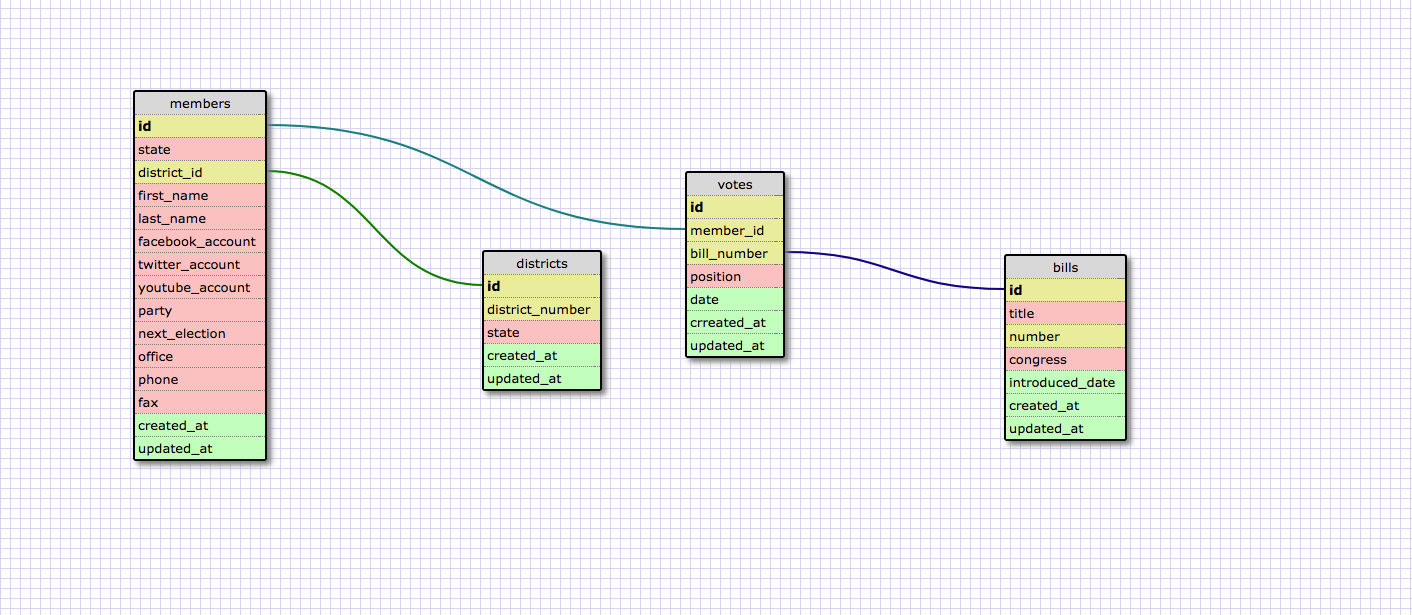 members
id
state
district_id
first_name
last_name
facebook_account
twitter_account
youtube_account
party
next_election
office
phone
fax
created_at
updated_at
districts
id
district_number
state
created_at
updated_at
votes
id
member_id
bill_number
position
date
crreated_at
updated_at
bills
id
title
number
congress
introduced_date
created_at
updated_at